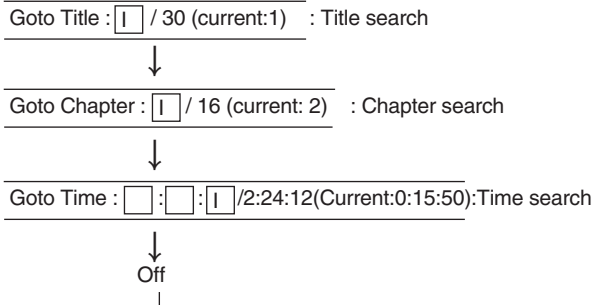 Goto Title : I / 30 (current:1) : Title search
Goto Chapter : I / 16 (current: 2) : Chapter search
Goto Time : : : I /2:24:12(Current:0:15:50):Time search
Off